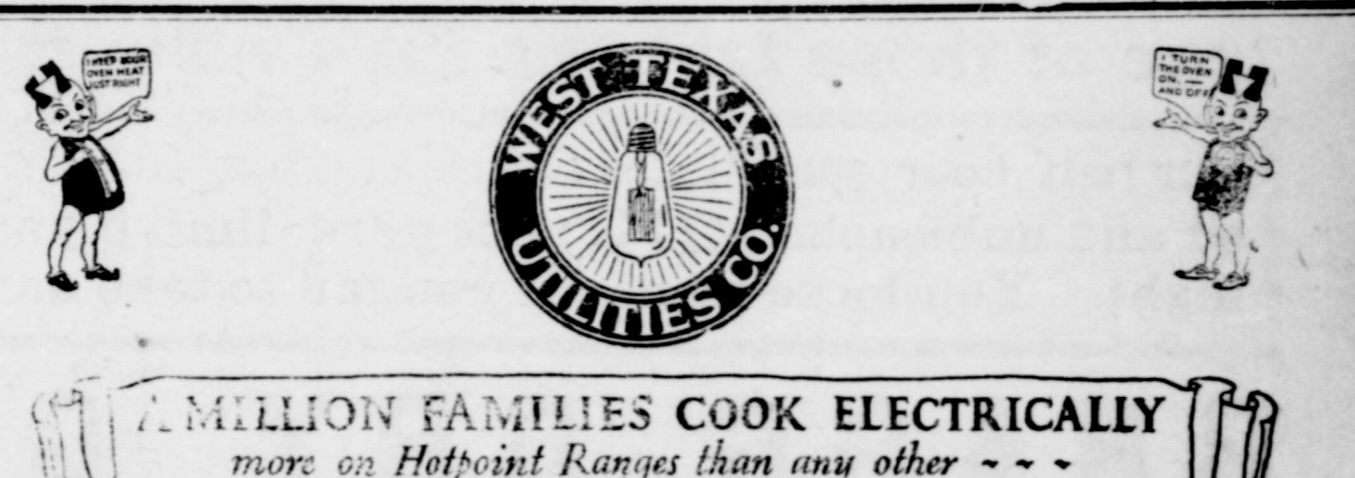 I KEEP YOUR
OVEN HEAT
JUST RIGHT
WEST TEXAS
UTILITIES CO.
I TURN
THE OVEN
ON, —
AND OFF
A MILLION FAMILIES COOK ELECTRICALLY
more on Hotpoint Ranges than any other ~ ~ ~